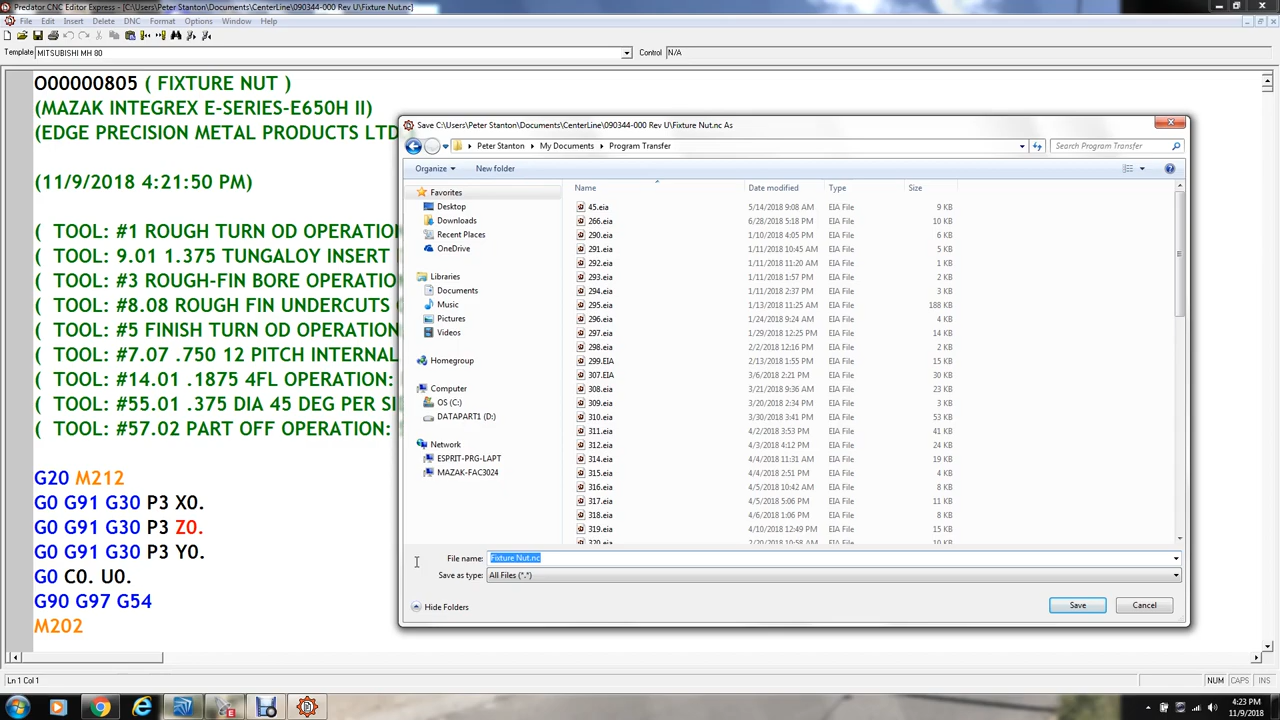 Predator CNC Editor Express - [C:\Users\Peter Stanton\Documents\CenterLine\090344-000 Rev U\Fixture Nut.nc]
File Edit Insert Delete DNC Format Options Window Help
Template MITSUBISHI MH 80 Control N/A
O00000805 ( FIXTURE NUT )
(MAZAK INTEGREX E-SERIES-E650H II)
(EDGE PRECISION METAL PRODUCTS LTD
(11/9/2018 4:21:50 PM)
( TOOL: #1 ROUGH TURN OD OPERATION
( TOOL: 9.01 1.375 TUNGALOY INSERT
( TOOL: #3 ROUGH-FIN BORE OPERATIO
( TOOL: #8.08 ROUGH FIN UNDERCUTS
( TOOL: #5 FINISH TURN OD OPERATION
( TOOL: #7.07 .750 12 PITCH INTERNAL
( TOOL: #14.01 .1875 4FL OPERATION:
( TOOL: #55.01 .375 DIA 45 DEG PER SI
( TOOL: #57.02 PART OFF OPERATION:
G20 M212
G0 G91 G30 P3 X0.
G0 G91 G30 P3 Z0.
G0 G91 G30 P3 Y0.
G0 C0. U0.
G90 G97 G54
M202
Save C:\Users\Peter Stanton\Documents\CenterLine\090344-000 Rev U\Fixture Nut.nc As
Peter Stanton My Documents Program Transfer Search Program Transfer
Organize New folder
Favorites
Desktop
Downloads
Recent Places
OneDrive
Libraries
Documents
Music
Pictures
Videos
Homegroup
Computer
OS (C:)
DATAPART1 (D:)
Network
ESPRIT-PRG-LAPT
MAZAK-FAC3024
Name Date modified Type Size
45.eia 5/14/2018 9:08 AM EIA File 9 KB
266.eia 6/28/2018 5:18 PM EIA File 10 KB
290.eia 1/10/2018 4:05 PM EIA File 6 KB
291.eia 1/11/2018 10:45 AM EIA File 5 KB
292.eia 1/11/2018 11:20 AM EIA File 1 KB
293.eia 1/11/2018 1:57 PM EIA File 2 KB
294.eia 1/11/2018 2:37 PM EIA File 3 KB
295.eia 1/13/2018 11:25 AM EIA File 188 KB
296.eia 1/24/2018 9:24 AM EIA File 4 KB
297.eia 1/29/2018 12:25 PM EIA File 14 KB
298.eia 2/2/2018 12:16 PM EIA File 2 KB
299.EIA 2/13/2018 1:55 PM EIA File 15 KB
307.EIA 3/6/2018 2:21 PM EIA File 30 KB
308.eia 3/21/2018 9:36 AM EIA File 23 KB
309.eia 3/20/2018 2:34 PM EIA File 3 KB
310.eia 3/30/2018 3:41 PM EIA File 53 KB
311.eia 4/2/2018 3:53 PM EIA File 41 KB
312.eia 4/3/2018 4:12 PM EIA File 24 KB
314.eia 4/4/2018 11:31 AM EIA File 19 KB
315.eia 4/4/2018 2:51 PM EIA File 4 KB
316.eia 4/5/2018 10:42 AM EIA File 8 KB
317.eia 4/5/2018 5:06 PM EIA File 11 KB
318.eia 4/6/2018 1:06 PM EIA File 8 KB
319.eia 4/10/2018 12:49 PM EIA File 15 KB
320.eia 2/20/2019 10:58 AM EIA File 8 KB
File name: Fixture Nut.nc
Save as type: All Files (*.*)
Hide Folders Save Cancel
Ln 1 Col 1 NUM CAPS INS
4:23 PM
11/9/2018